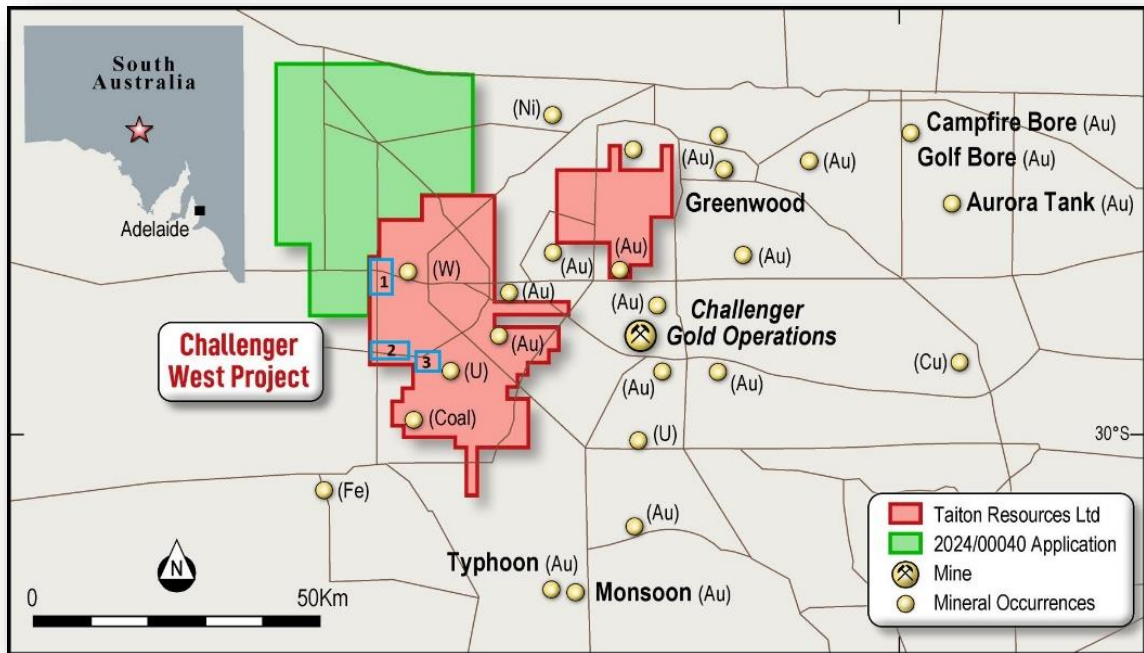 South
Australia
Adelaide
(Ni)
(Au)
(Au)
Campfire Bore (Au)
Golf Bore (Au)
Greenwood
Aurora Tank (Au)
(W)
1
(Au)
(Au)
(Au)
(Au)
(Au)
Challenger
Gold Operations
Challenger
West Project
2
3
(Au)
(U)
(Au)
(Au)
(Cu)
(Coal)
(U)
30°S
(Fe)
(Au)
Typhoon (Au)
Monsoon (Au)
N
0
50Km
Taiton Resources Ltd
2024/00040 Application
Mine
Mineral Occurrences